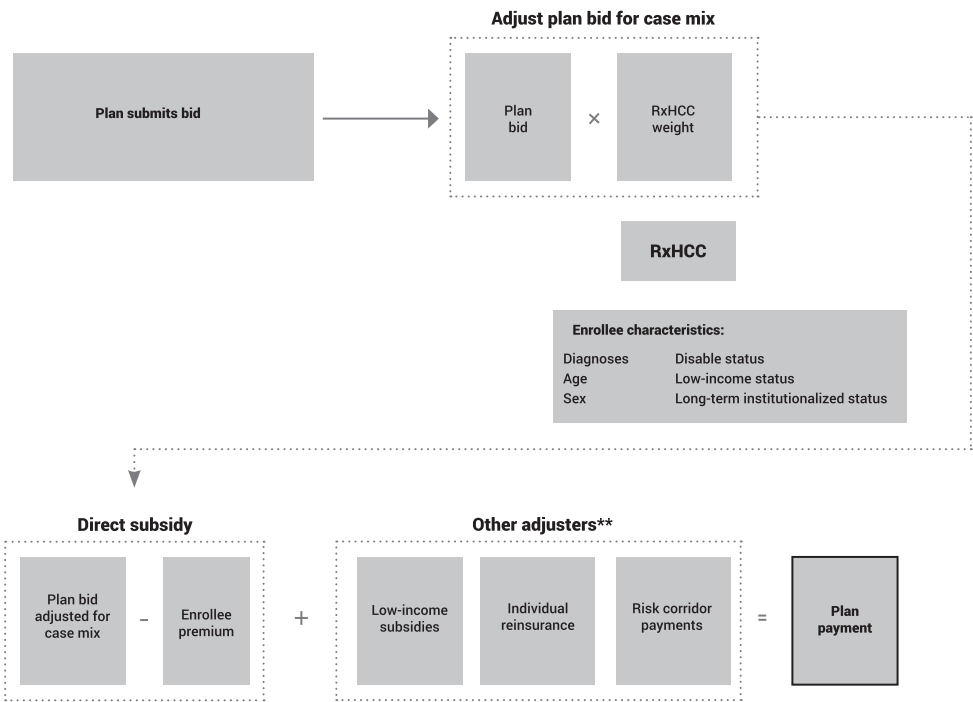 Adjust plan bid for case mix
Plan submits bid
Plan
bid
×
RxHCC
weight
RxHCC
Enrollee characteristics:
Diagnoses Disable status
Age Low-income status
Sex Long-term institutionalized status
Direct subsidy
Other adjusters**
Plan bid
adjusted for
case mix
–
Enrollee
premium
+
Low-income
subsidies
Individual
reinsurance
Risk corridor
payments
=
Plan
payment